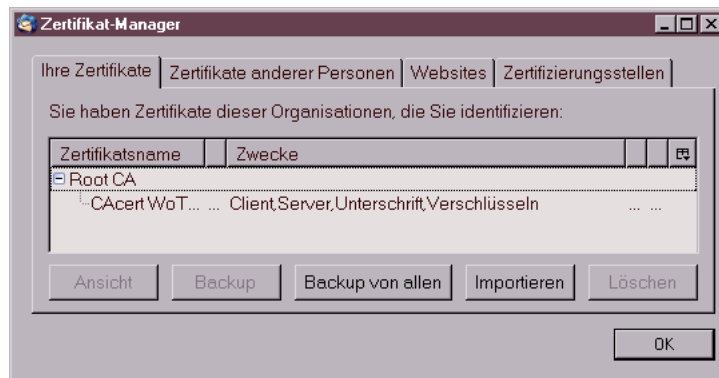 Zertifikat-Manager
Ihre Zertifikate Zertifikate anderer Personen Websites Zertifizierungsstellen
Sie haben Zertifikate dieser Organisationen, die Sie identifizieren:
Zertifikatsname Zwecke
Root CA
CAcert WoT... ... Client,Server,Unterschrift,Verschlüsseln ... ...
Ansicht Backup Backup von allen Importieren Löschen
OK